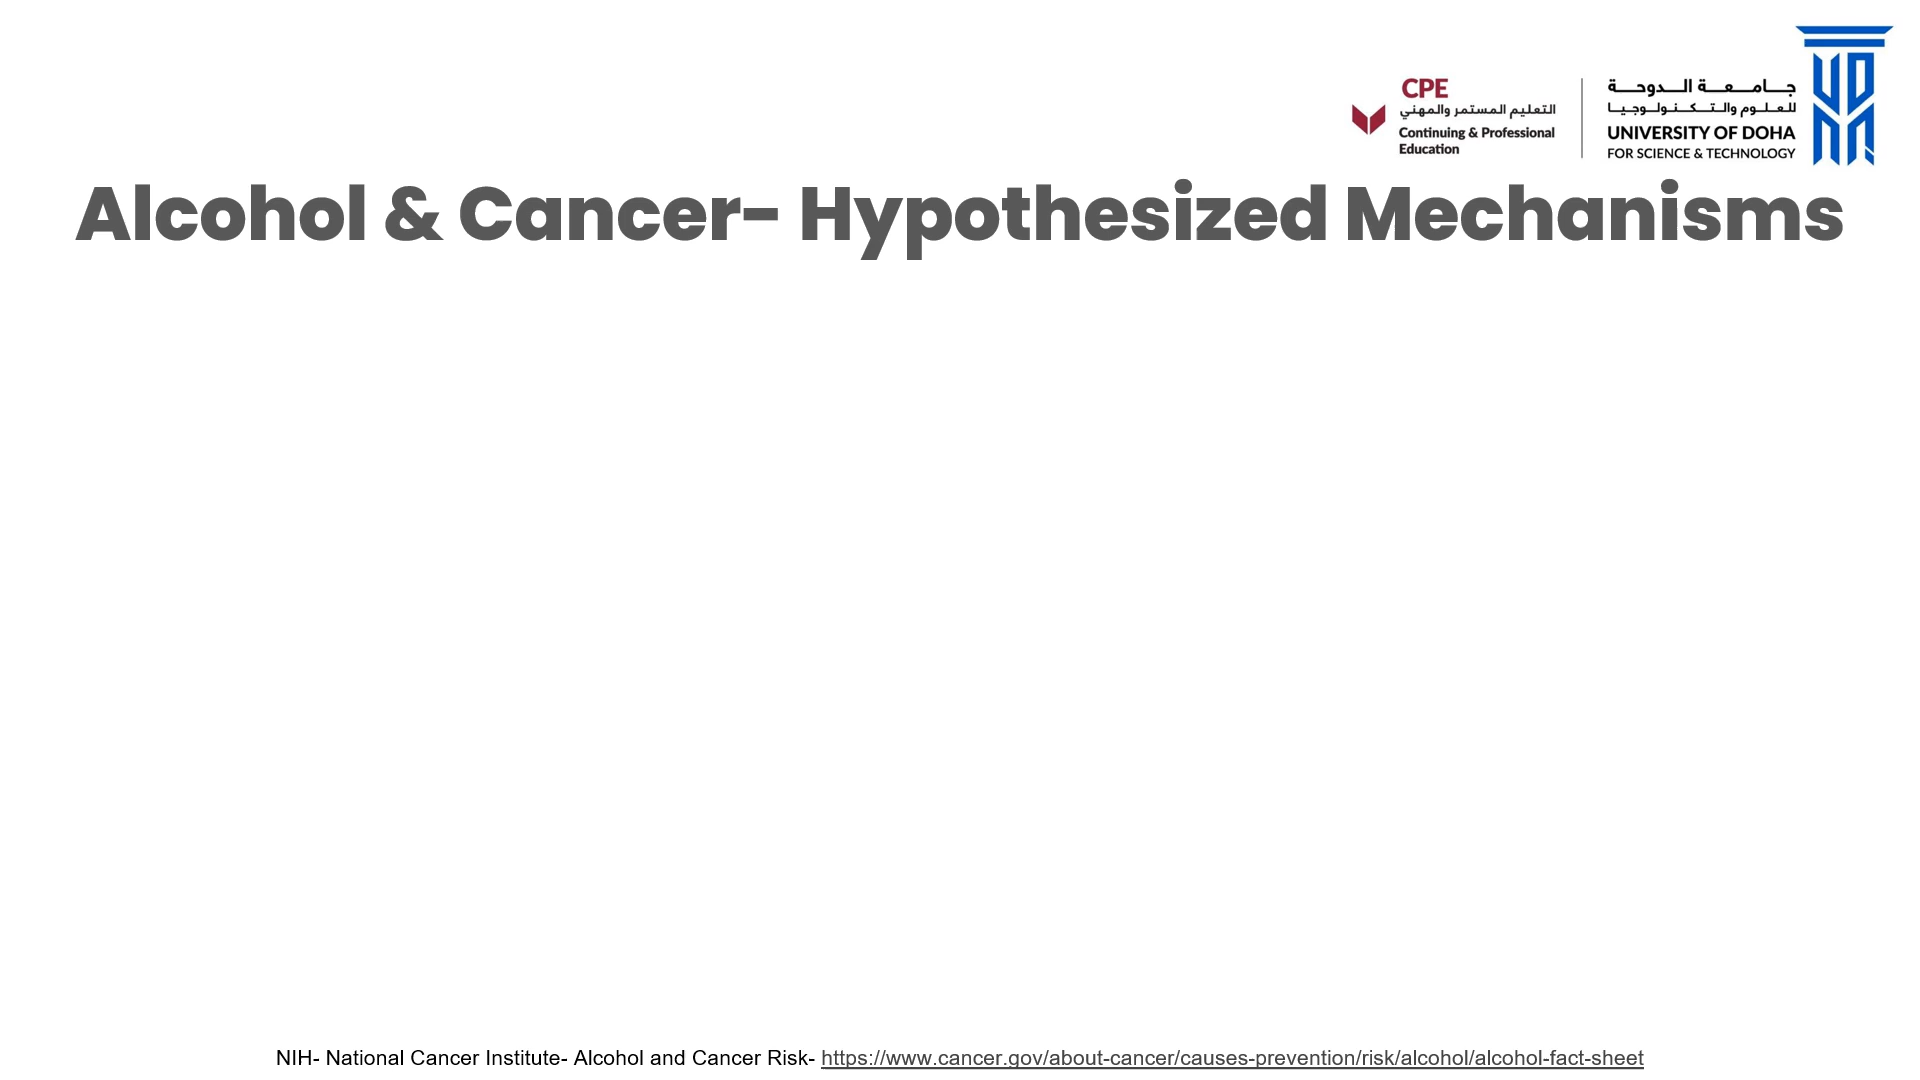 CPE
التعليم المستمر والمهني
Continuing & Professional
Education
جامعة الدوحة
للعلوم والتكنولوجيا
UNIVERSITY OF DOHA
FOR SCIENCE & TECHNOLOGY
Alcohol & Cancer- Hypothesized Mechanisms
NIH- National Cancer Institute- Alcohol and Cancer Risk- https://www.cancer.gov/about-cancer/causes-prevention/risk/alcohol/alcohol-fact-sheet